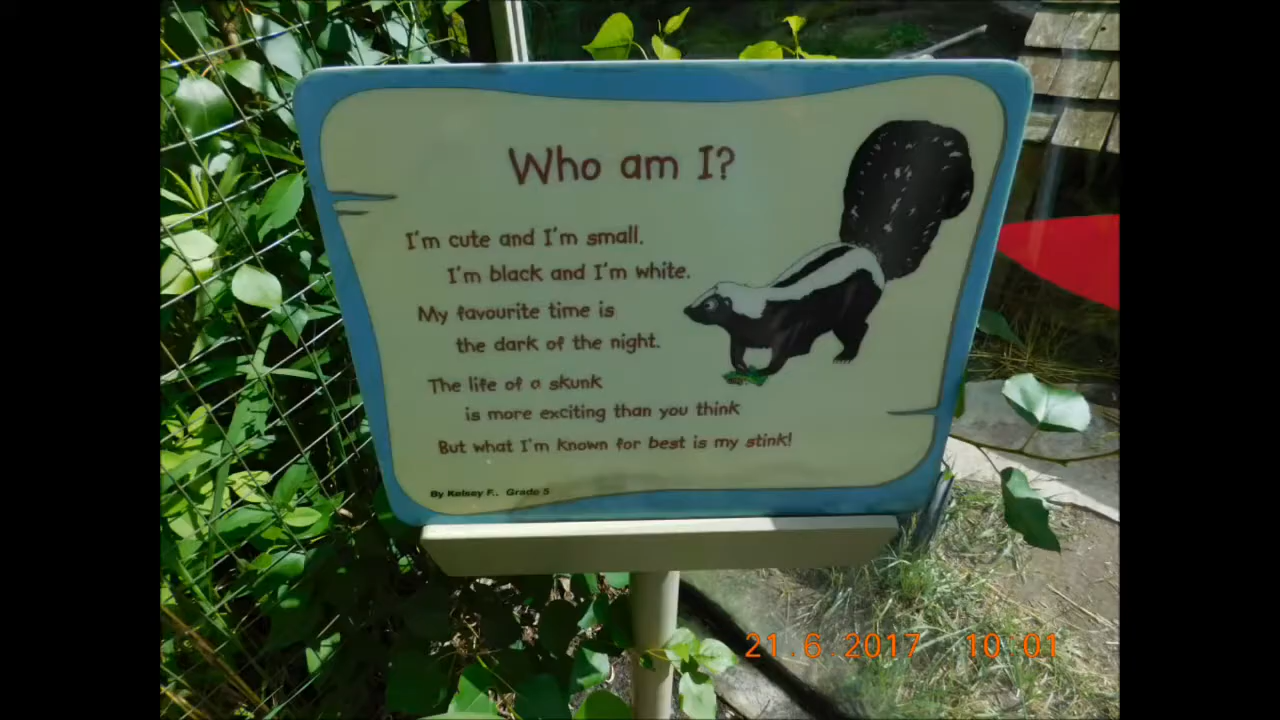 Who am I?
I'm cute and I'm small.
I'm black and I'm white.
My favourite time is
the dark of the night.
The life of a skunk
is more exciting than you think
But what I'm known for best is my stink!
By Kelsey F., Grade 5
21.6.2017 10:01